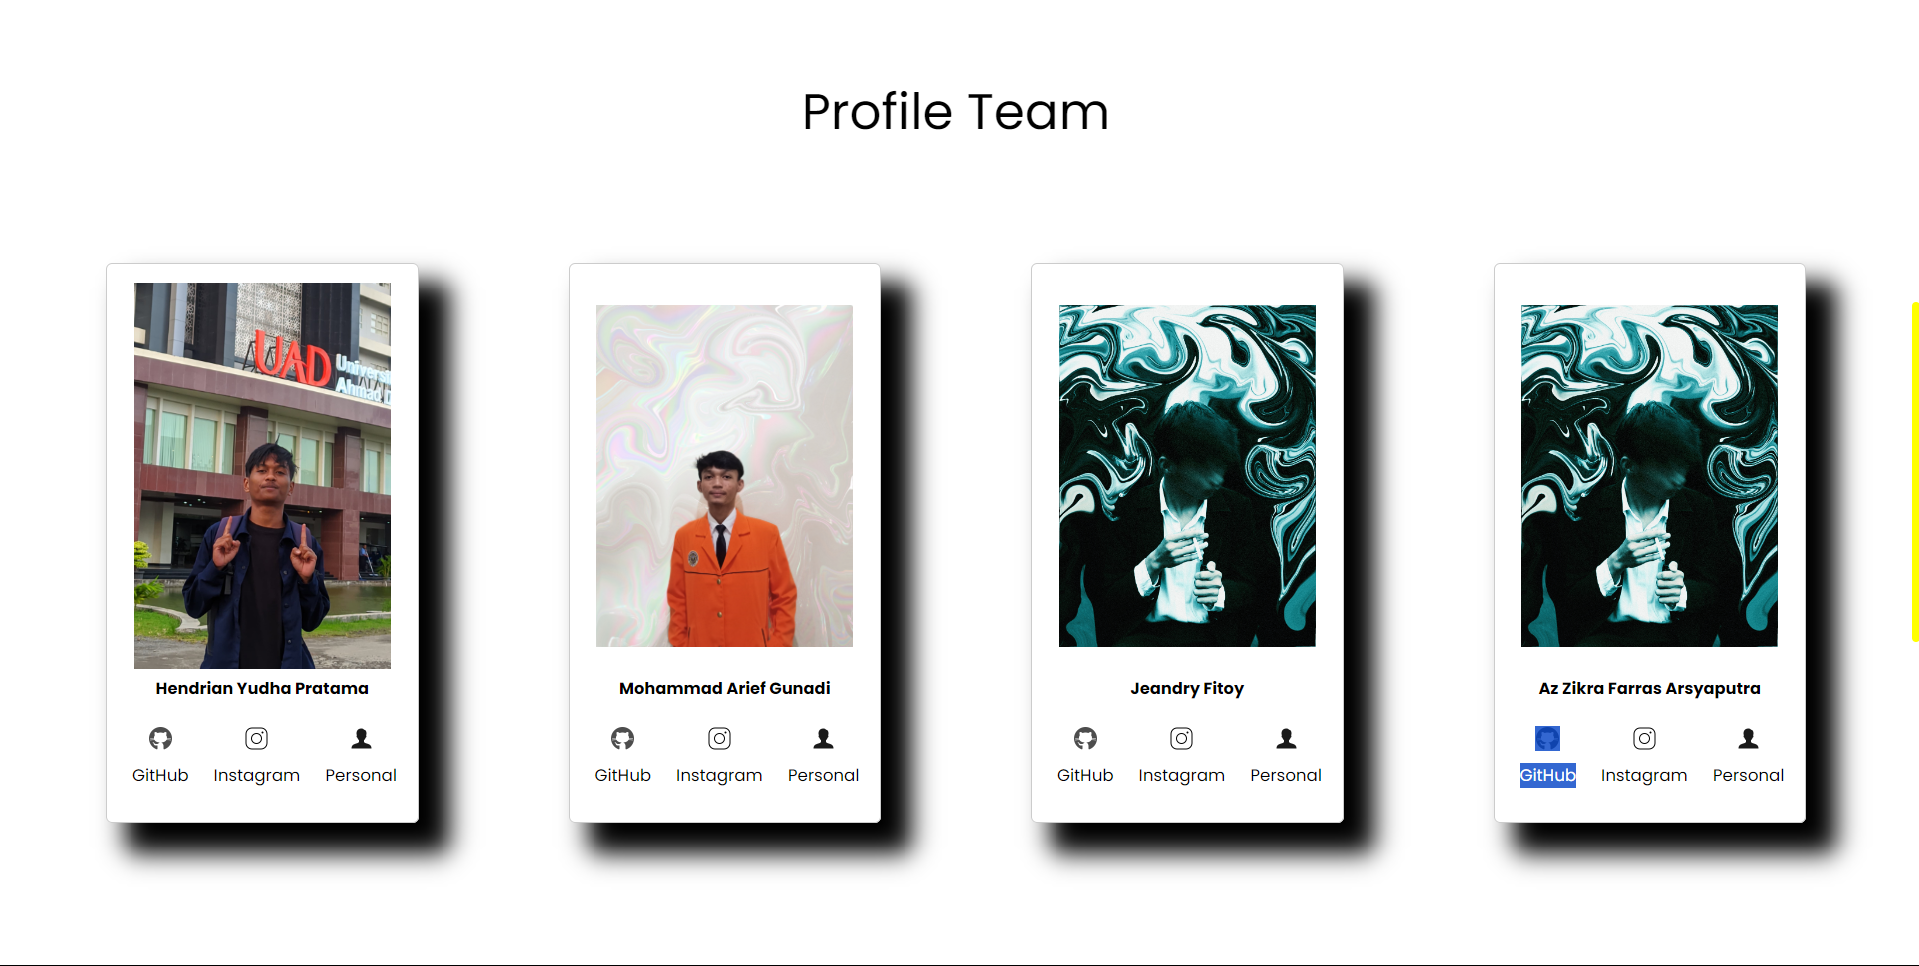 Profile Team
UAD
Universi
Ahmad D
Hendrian Yudha Pratama
GitHub Instagram Personal
Mohammad Arief Gunadi
GitHub Instagram Personal
Jeandry Fitoy
GitHub Instagram Personal
Az Zikra Farras Arsyaputra
GitHub Instagram Personal